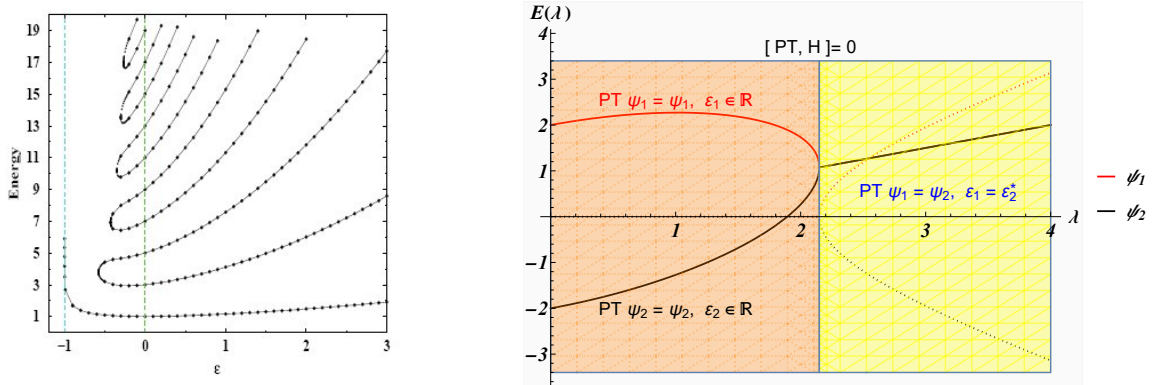 19
17
15
13
11
9
7
5
3
1
Energy
-1
0
1
2
3
ε
E(λ)
[ PT, H ]= 0
4
3
2
1
-1
-2
-3
PT ψ1 = ψ1, ε1 ∈ ℝ
PT ψ1 = ψ2, ε1 = ε2*
PT ψ2 = ψ2, ε2 ∈ ℝ
1
2
3
4
λ
ψ1
ψ2